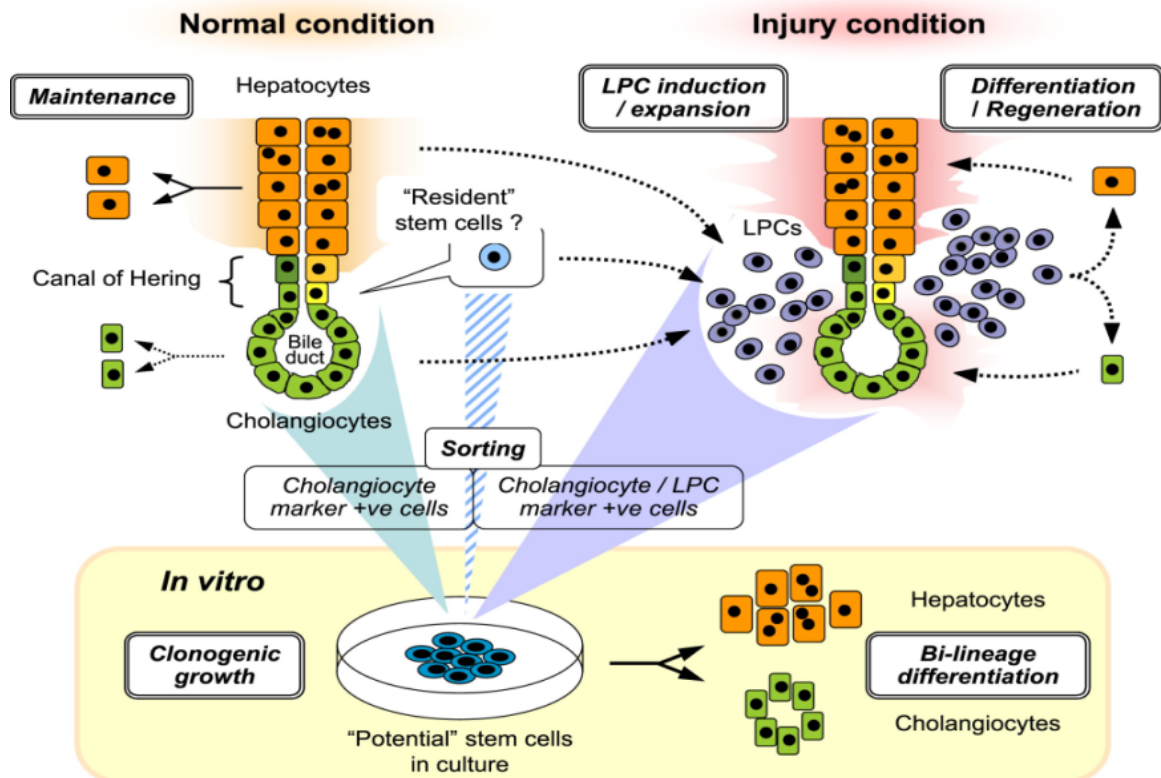 Normal condition
Injury condition
Maintenance
Hepatocytes
LPC induction
/ expansion
Differentiation
/ Regeneration
“Resident”
stem cells ?
LPCs
Canal of Hering
Bile
duct
Cholangiocytes
Sorting
Cholangiocyte
marker +ve cells
Cholangiocyte / LPC
marker +ve cells
In vitro
Clonogenic
growth
“Potential” stem cells
in culture
Hepatocytes
Bi-lineage
differentiation
Cholangiocytes